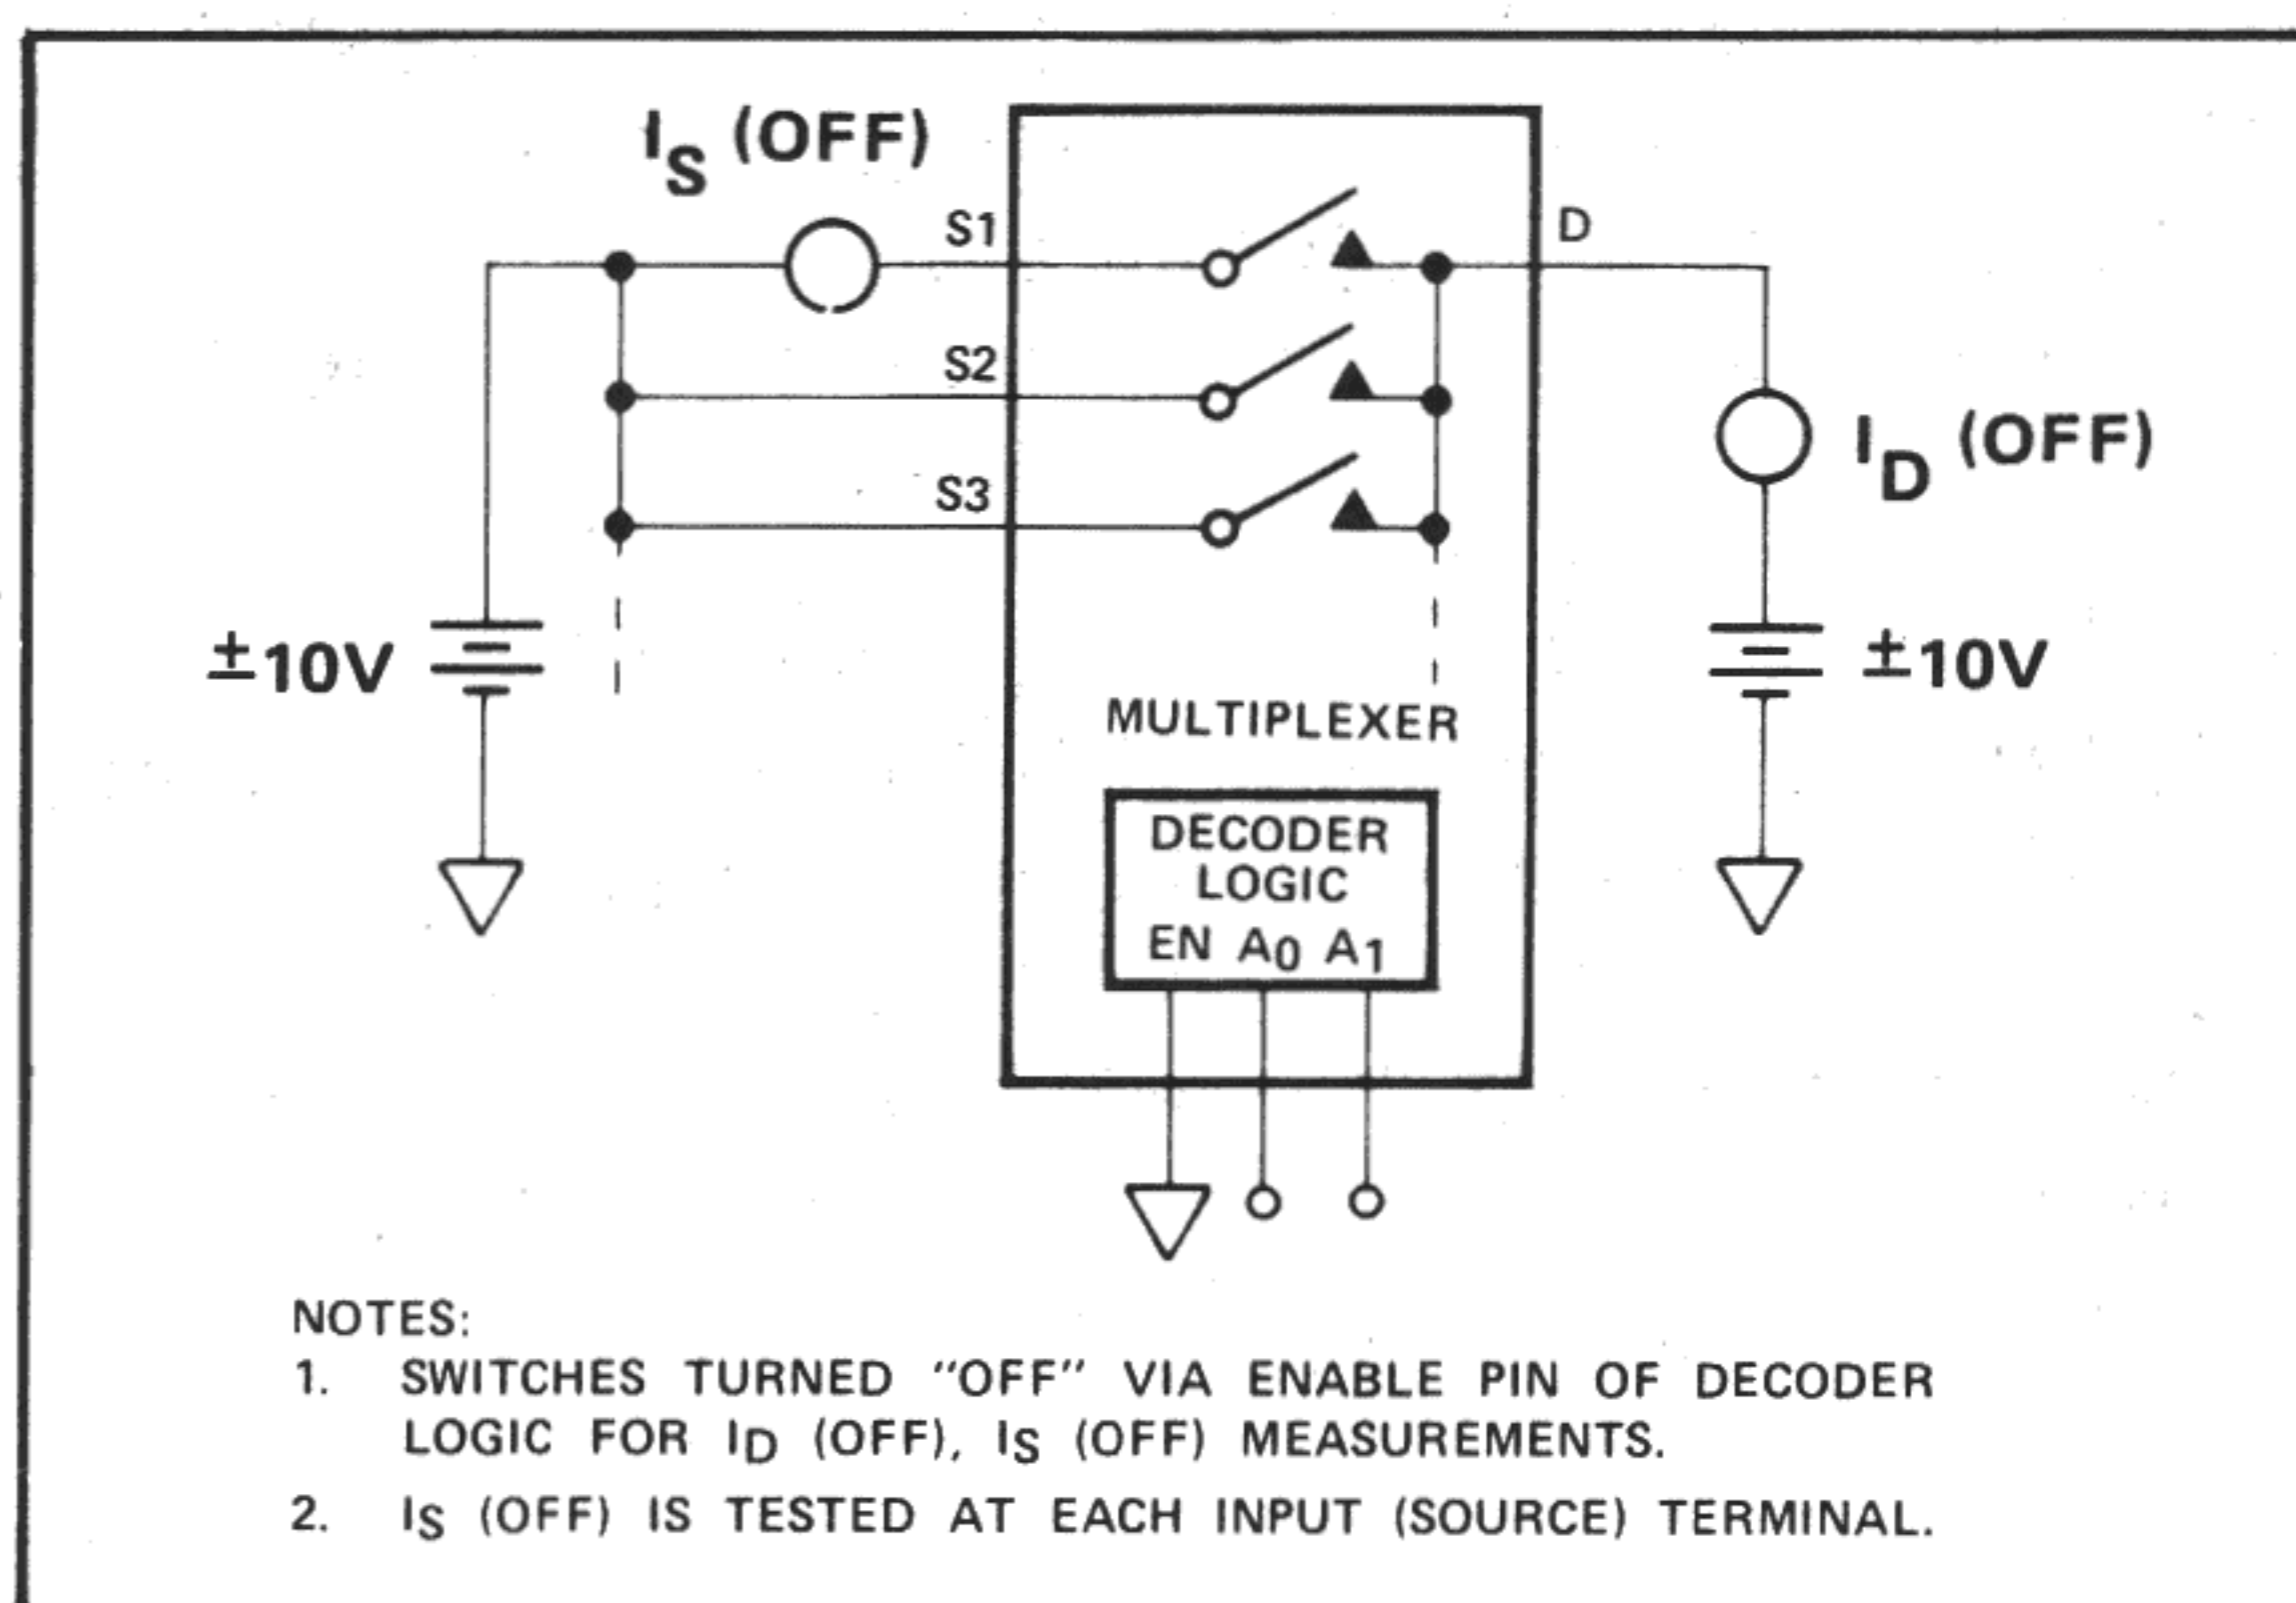 IS (OFF)
S1
D
S2
S3
ID (OFF)
±10V
±10V
MULTIPLEXER
DECODER
LOGIC
EN A0 A1
NOTES:
1. SWITCHES TURNED “OFF” VIA ENABLE PIN OF DECODER
LOGIC FOR ID (OFF), IS (OFF) MEASUREMENTS.
2. IS (OFF) IS TESTED AT EACH INPUT (SOURCE) TERMINAL.